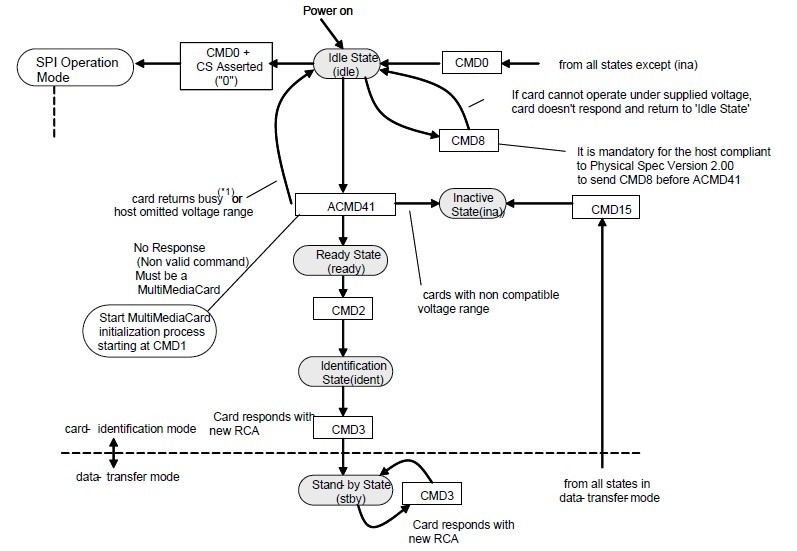 Power on
SPI Operation
Mode
CMD0 +
CS Asserted
("0")
Idle State
(idle)
CMD0
from all states except (ina)
If card cannot operate under supplied voltage,
card doesn't respond and return to 'Idle State'
CMD8
It is mandatory for the host compliant
to Physical Spec Version 2.00
to send CMD8 before ACMD41
card returns busy(*1) or
host omitted voltage range
ACMD41
Inactive
State(ina)
CMD15
No Response
(Non valid command)
Must be a
MultiMediaCard
Ready State
(ready)
cards with non compatible
voltage range
Start MultiMediaCard
initialization process
starting at CMD1
CMD2
Identification
State(ident)
Card responds with
new RCA
CMD3
card- identification mode
data- transfer mode
Stand- by State
(stby)
CMD3
Card responds with
new RCA
from all states in
data-transfer mode